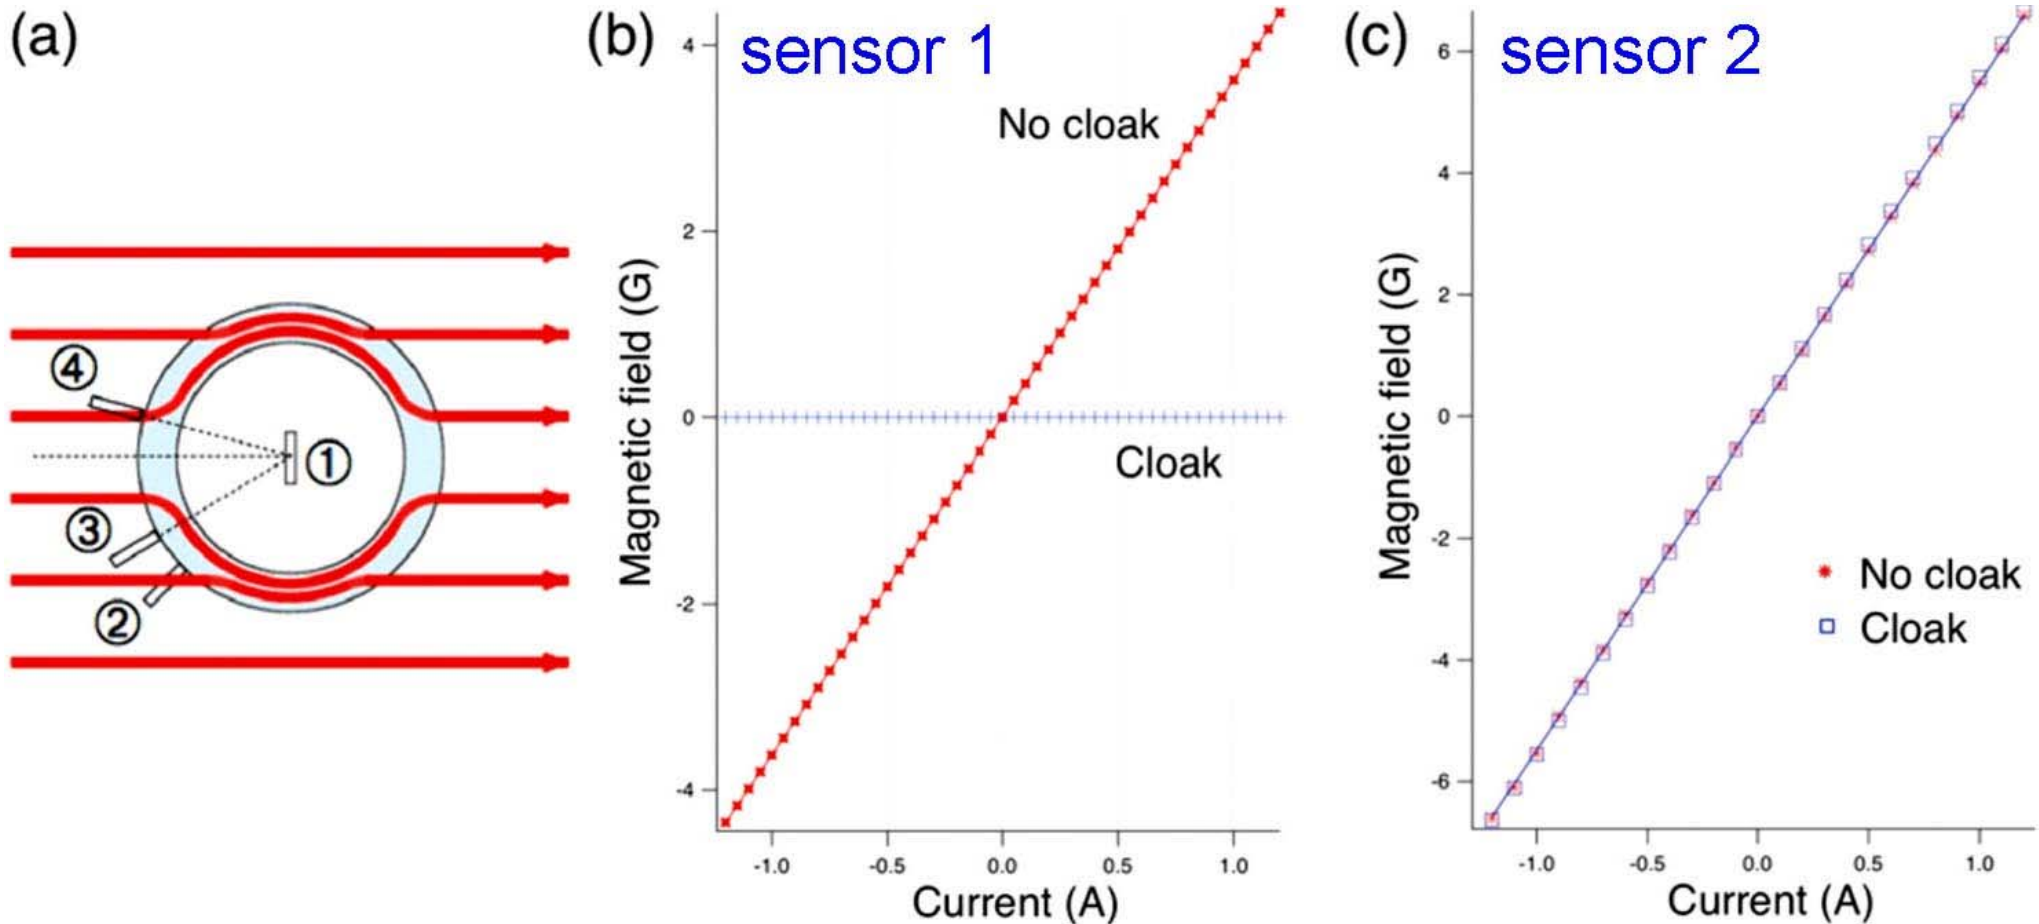 (a)
④
①
③
②
(b)
sensor 1
4
2
0
-2
-4
Magnetic field (G)
No cloak
Cloak
-1.0 -0.5 0.0 0.5 1.0
Current (A)
(c)
sensor 2
6
4
2
0
-2
-4
-6
Magnetic field (G)
No cloak
Cloak
-1.0 -0.5 0.0 0.5 1.0
Current (A)